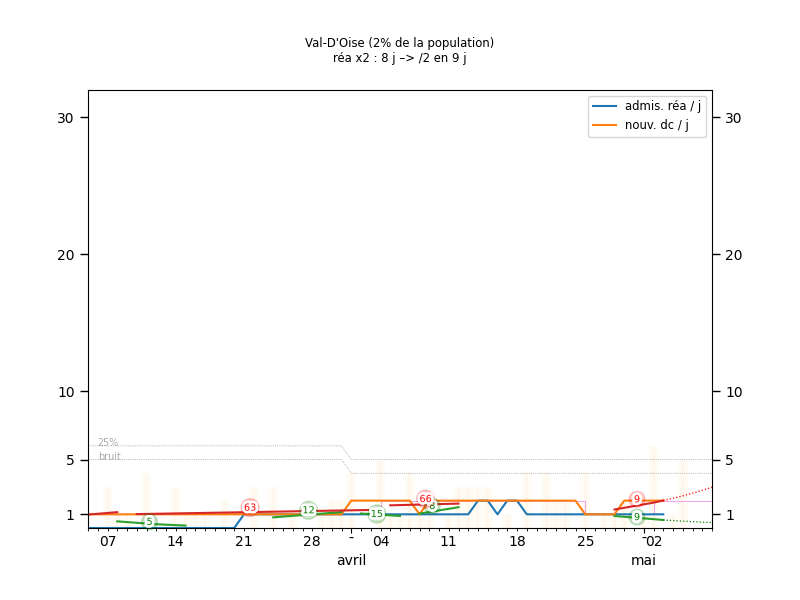 Val-D'Oise (2% de la population)
réa x2 : 8 j –> /2 en 9 j
admis. réa / j
nouv. dc / j
30 30
20 20
10 10
5 5
1 1
25%
bruit
5
63
12
15
66
8
9
9
07 14 21 28 - 04 11 18 25 - 02
avril mai